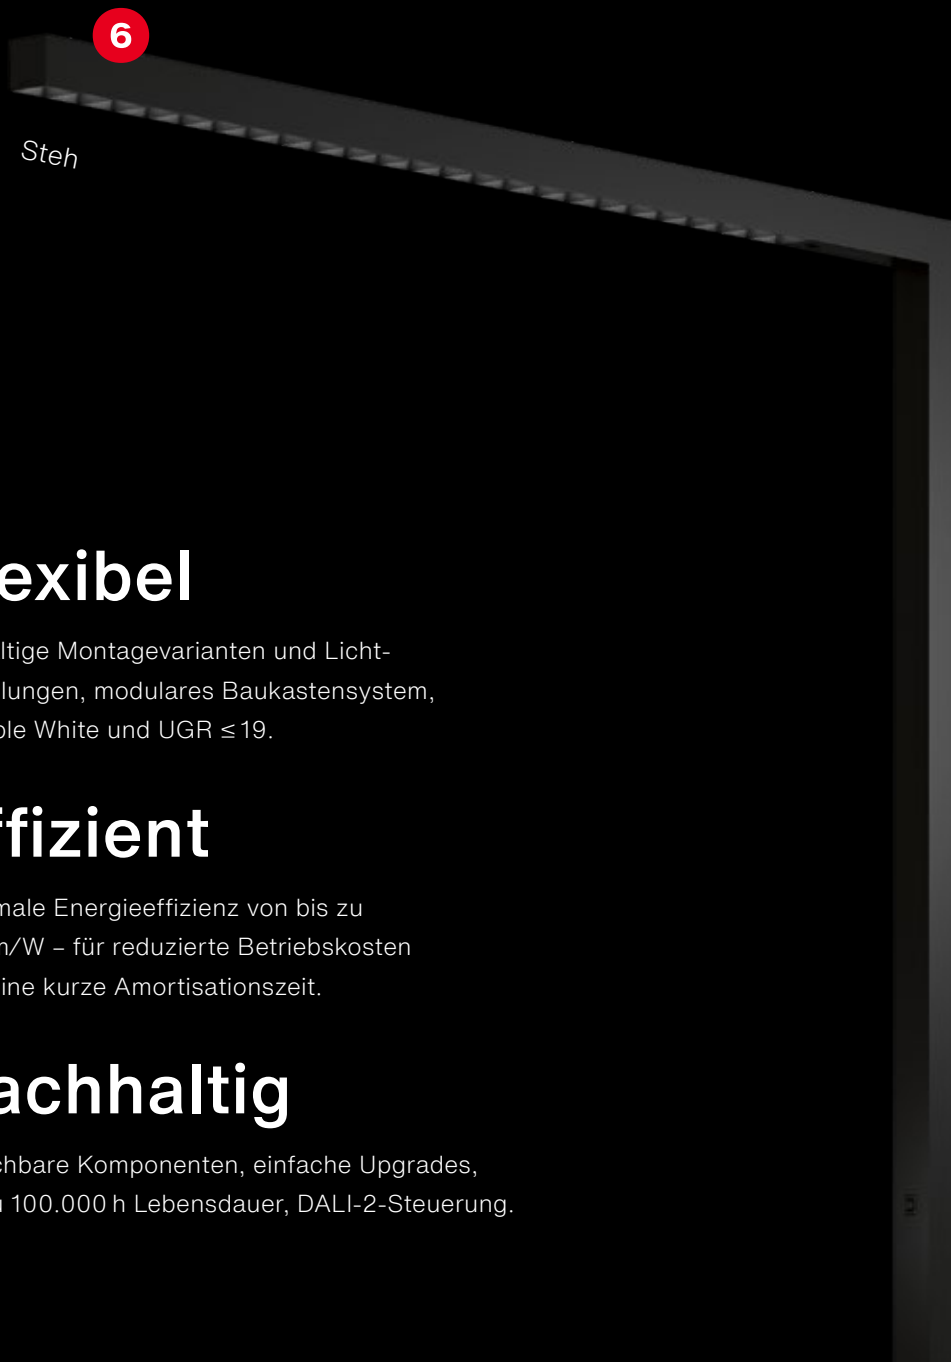 6
Steh
exibel
ltige Montagevarianten und Licht-
lungen, modulares Baukastensystem,
ble White und UGR ≤ 19.
ffizient
male Energieeffizienz von bis zu
m/W – für reduzierte Betriebskosten
ine kurze Amortisationszeit.
achhaltig
chbare Komponenten, einfache Upgrades,
u 100.000 h Lebensdauer, DALI-2-Steuerung.